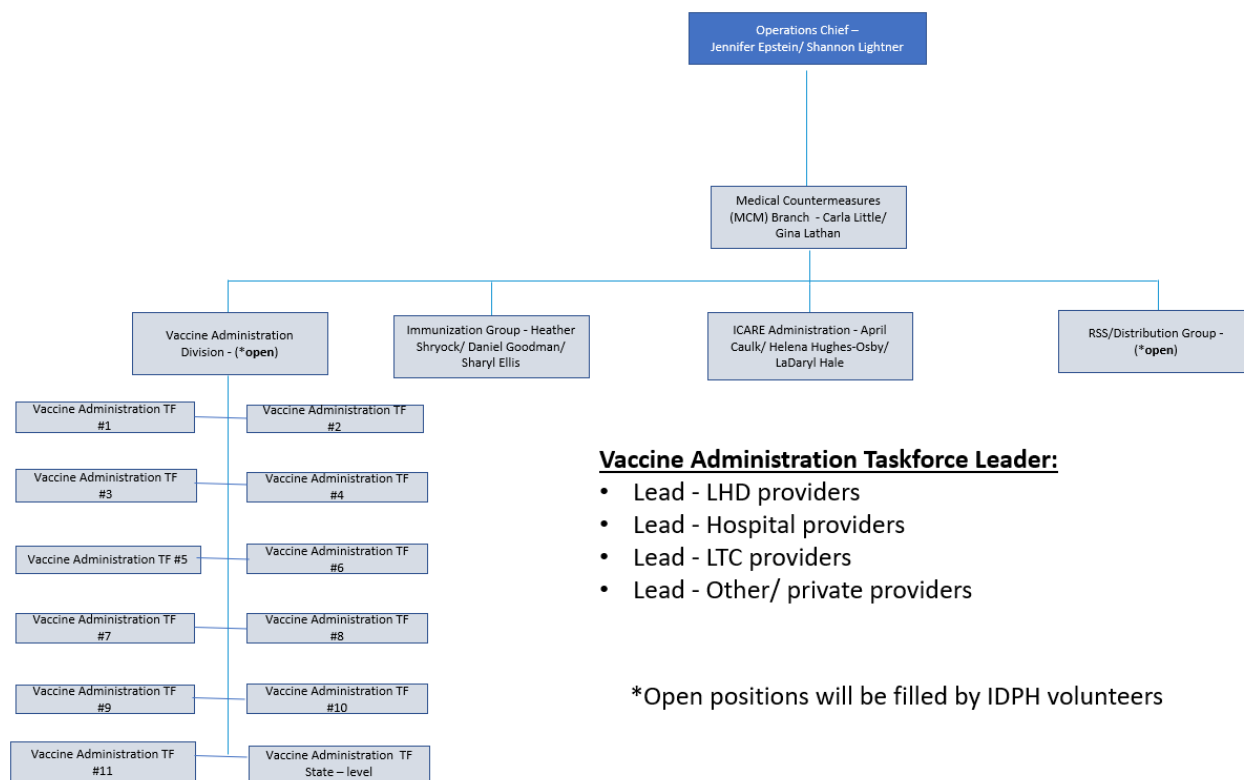 Operations Chief –
Jennifer Epstein/ Shannon Lightner
Medical Countermeasures
(MCM) Branch  - Carla Little/
Gina Lathan
Vaccine Administration
Division - (*open)
Immunization Group - Heather
Shryock/ Daniel Goodman/
Sharyl Ellis
ICARE Administration - April
Caulk/ Helena Hughes-Osby/
LaDaryl Hale
RSS/Distribution Group -
(*open)
Vaccine Administration TF
#1
Vaccine Administration TF
#2
Vaccine Administration TF
#3
Vaccine Administration TF
#4
Vaccine Administration TF #5
Vaccine Administration TF
#6
Vaccine Administration TF
#7
Vaccine Administration TF
#8
Vaccine Administration TF
#9
Vaccine Administration TF
#10
Vaccine Administration TF
#11
Vaccine Administration  TF
State – level
Vaccine Administration Taskforce Leader:
• Lead - LHD providers
• Lead - Hospital providers
• Lead - LTC providers
• Lead - Other/ private providers
*Open positions will be filled by IDPH volunteers